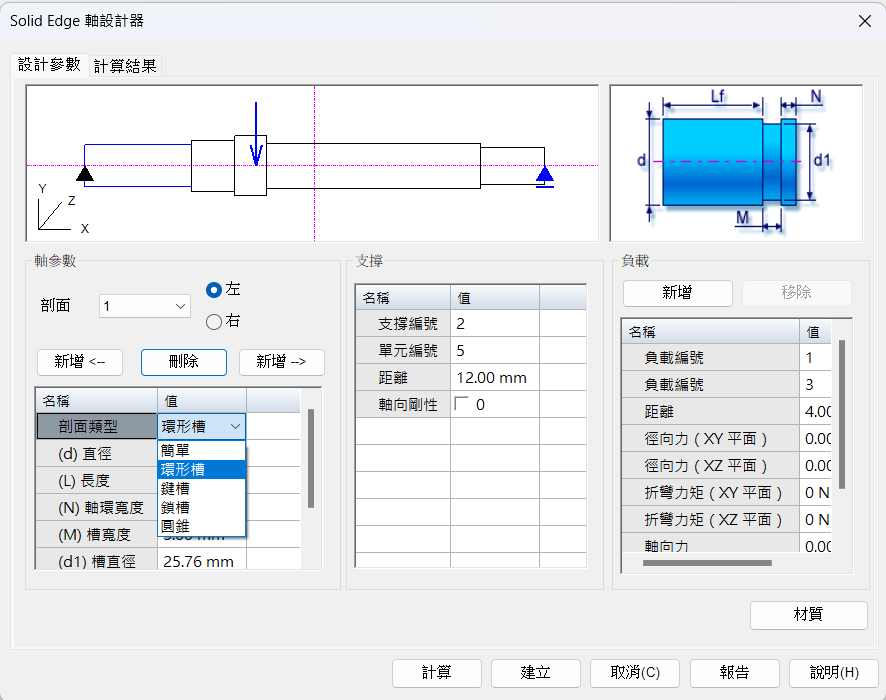 Solid Edge 軸設計器
設計參數 計算結果
Y
Z
X
Lf N
d d1
M
軸參數
剖面 1 左
右
新增 <-- 刪除 新增 -->
名稱 值
剖面類型 環形槽
(d) 直徑
(L) 長度
(N) 軸環寬度
(M) 槽寬度
(d1) 槽直徑 25.76 mm
簡單
環形槽
鍵槽
鎖槽
圓錐
支撐
名稱 值
支撐編號 2
單元編號 5
距離 12.00 mm
軸向剛性 0
負載
新增 移除
名稱 值
負載編號 1
負載編號 3
距離 4.00
徑向力 ( XY 平面 ) 0.00
徑向力 ( XZ 平面 ) 0.00
折彎力矩 ( XY 平面 ) 0 N
折彎力矩 ( XZ 平面 ) 0 N
軸向力 0.00
材質
計算 建立 取消(C) 報告 說明(H)